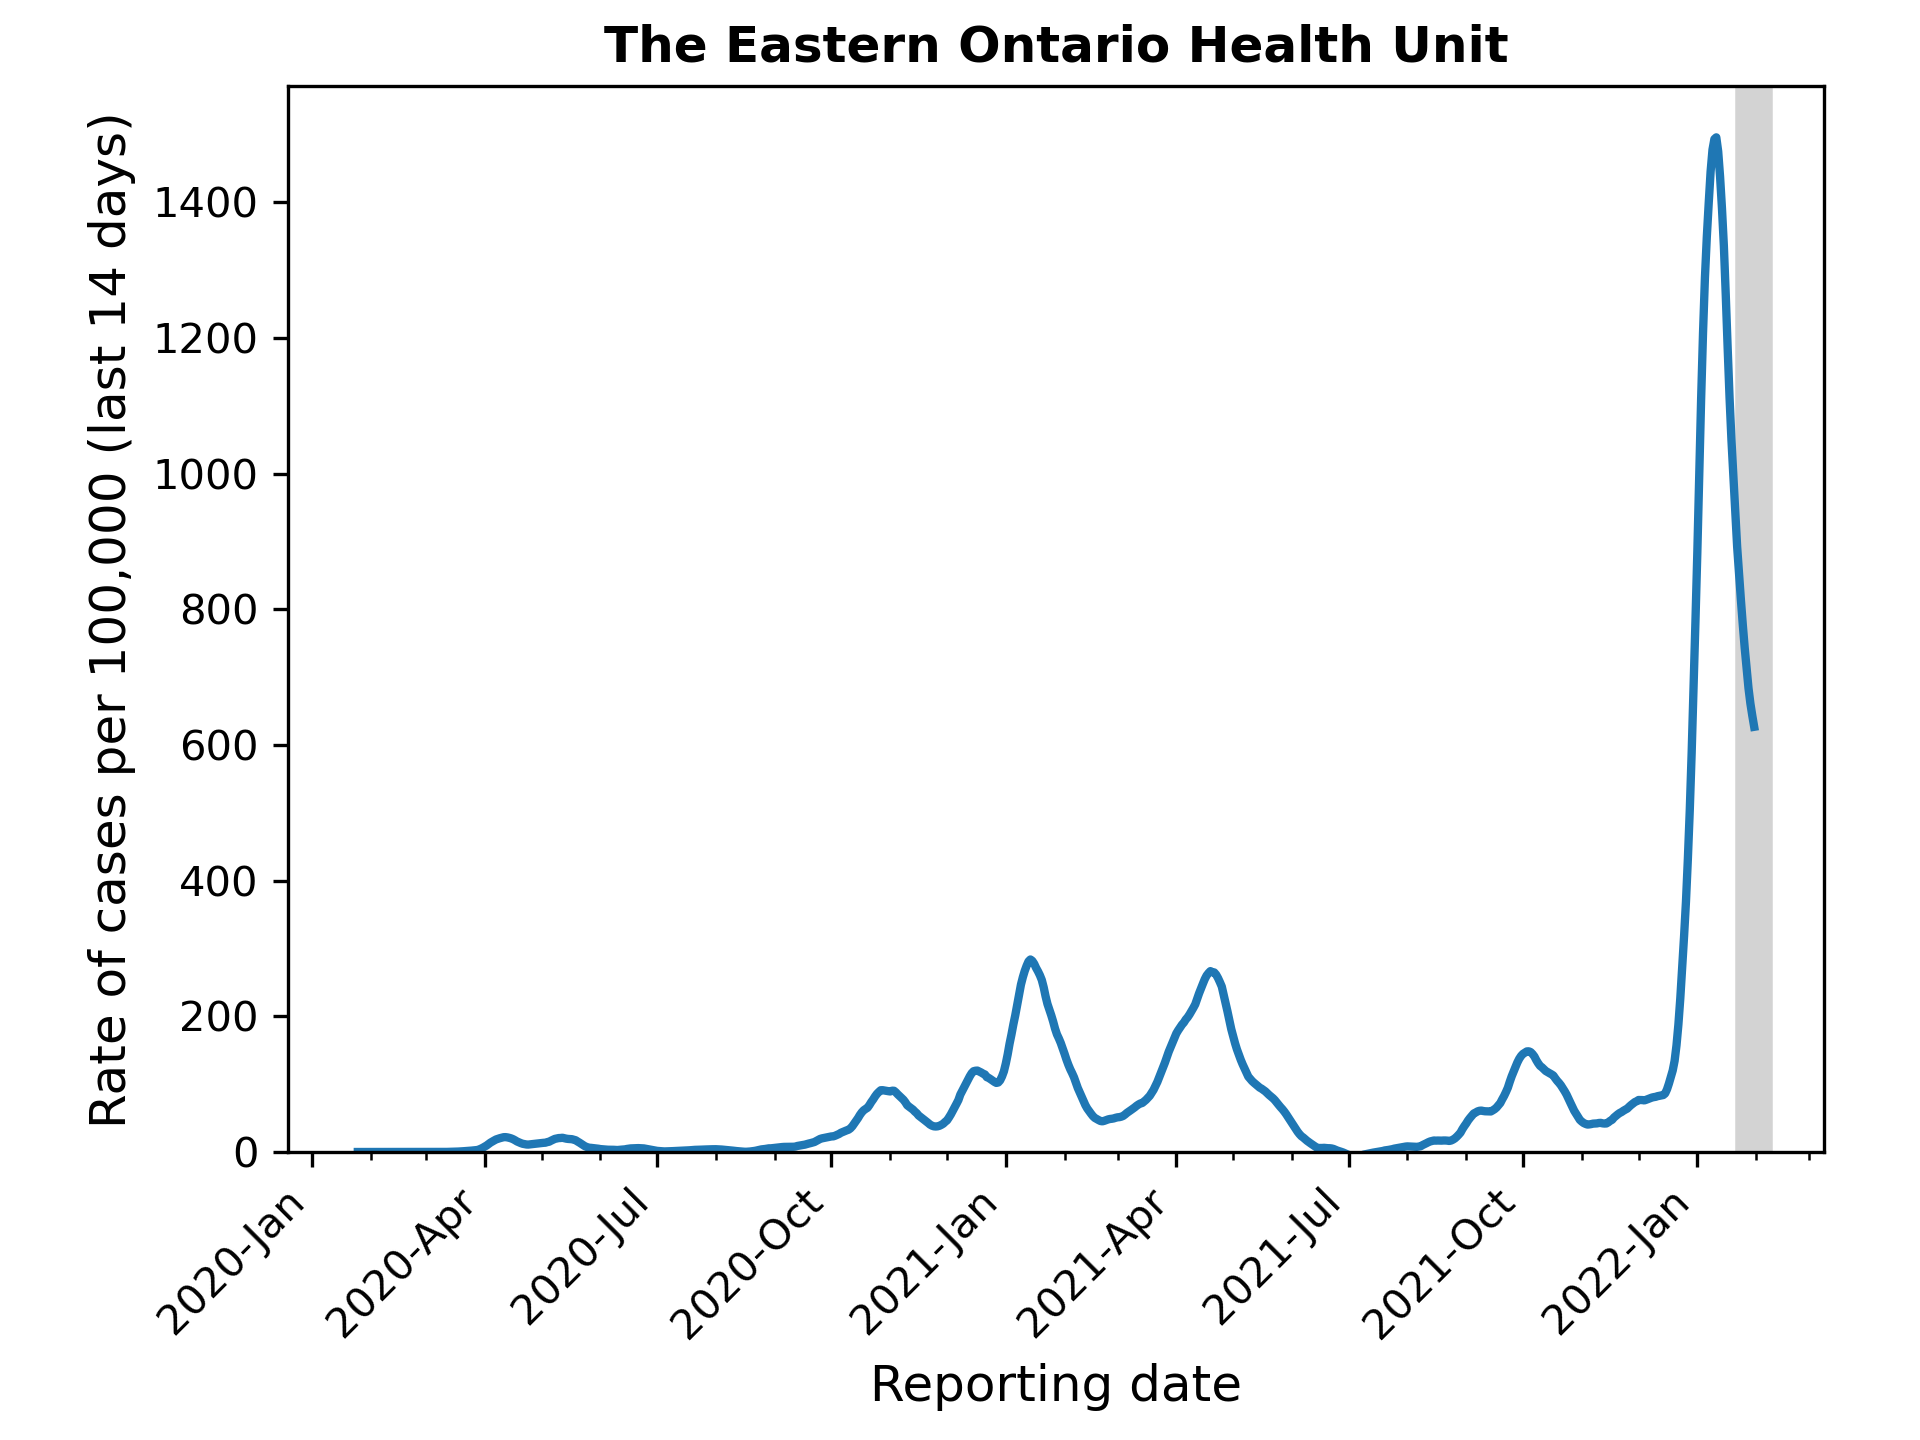 The Eastern Ontario Health Unit
Rate of cases per 100,000 (last 14 days)
1400
1200
1000
800
600
400
200
0
2020-Jan
2020-Apr
2020-Jul
2020-Oct
2021-Jan
2021-Apr
2021-Jul
2021-Oct
2022-Jan
Reporting date